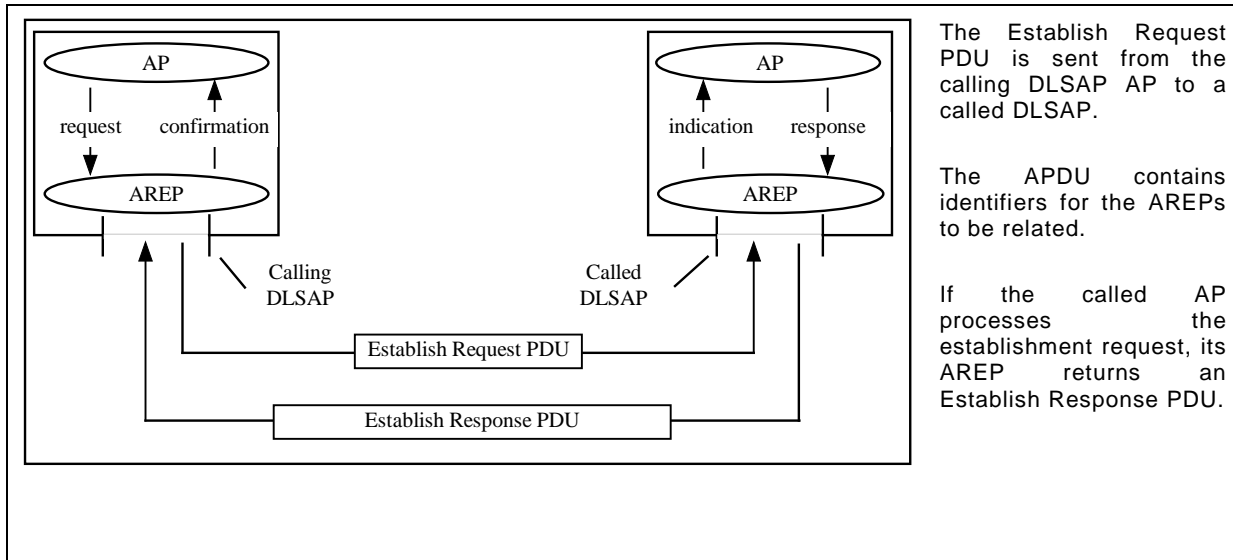 AP
request
confirmation
AREP
Calling
DLSAP
AP
indication
response
AREP
Called
DLSAP
Establish Request PDU
Establish Response PDU
The Establish Request
PDU is sent from the
calling DLSAP AP to a
called DLSAP.
The APDU contains
identifiers for the AREPs
to be related.
If the called AP
processes the
establishment request, its
AREP returns an
Establish Response PDU.